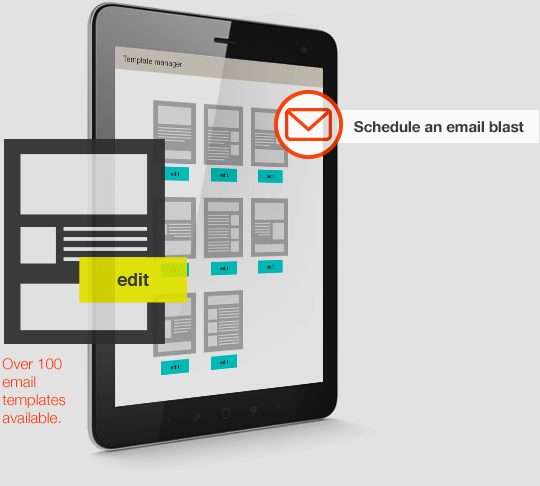 Template manager
Schedule an email blast
edit
edit
edit
edit
edit
edit
edit
edit
edit
Over 100
email
templates
available.